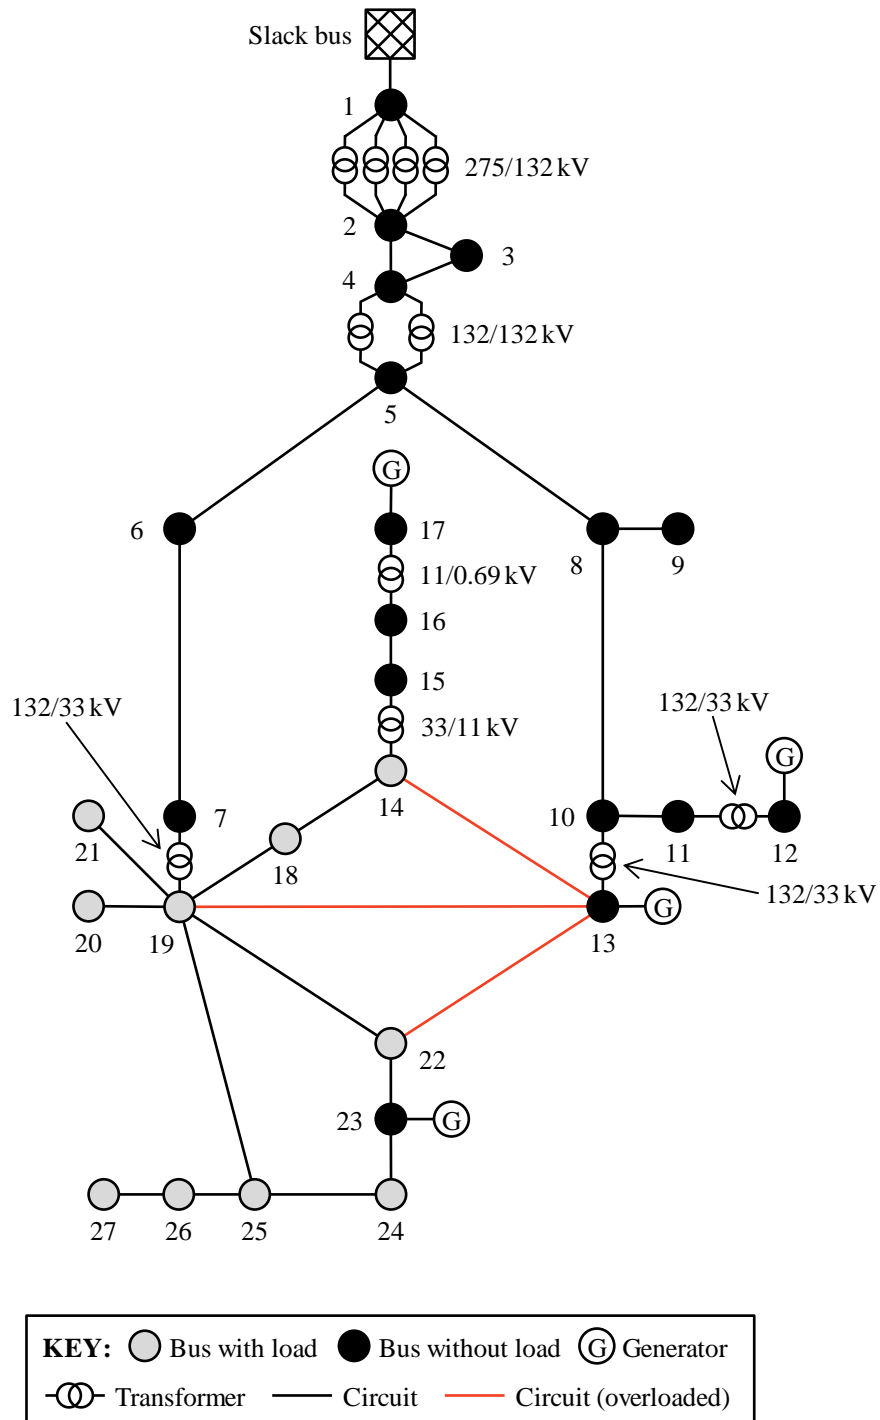 Slack bus
1
275/132 kV
2
3
4
132/132 kV
5
G
6
17
8
9
11/0.69 kV
16
15
132/33 kV
132/33 kV
33/11 kV
G
14
7
10
11
12
21
18
132/33 kV
G
20
19
13
22
23
G
27
26
25
24
KEY: Bus with load Bus without load G Generator
Transformer Circuit Circuit (overloaded)